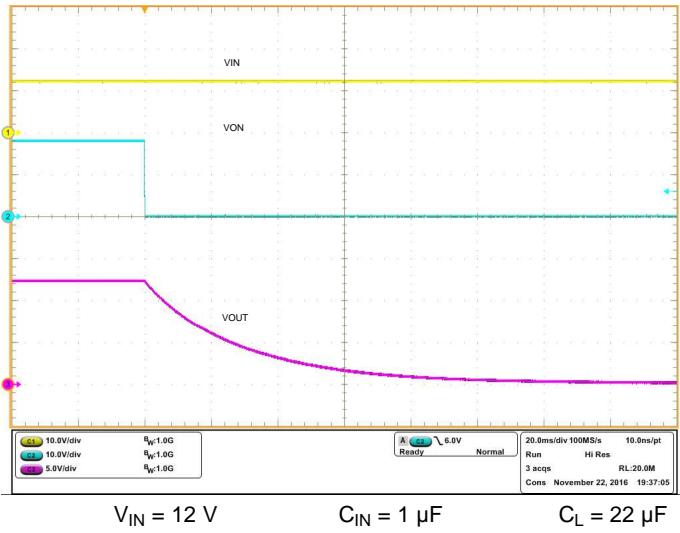 VIN
1
VON
2
VOUT
3
C1 10.0V/div BW:1.0G
C2 10.0V/div BW:1.0G
C3 5.0V/div BW:1.0G
A C2 6.0V
Ready Normal
20.0ms/div 100MS/s 10.0ns/pt
Run Hi Res
3 acqs RL:20.0M
Cons November 22, 2016 19:37:05
VIN = 12 V CIN = 1 µF CL = 22 µF